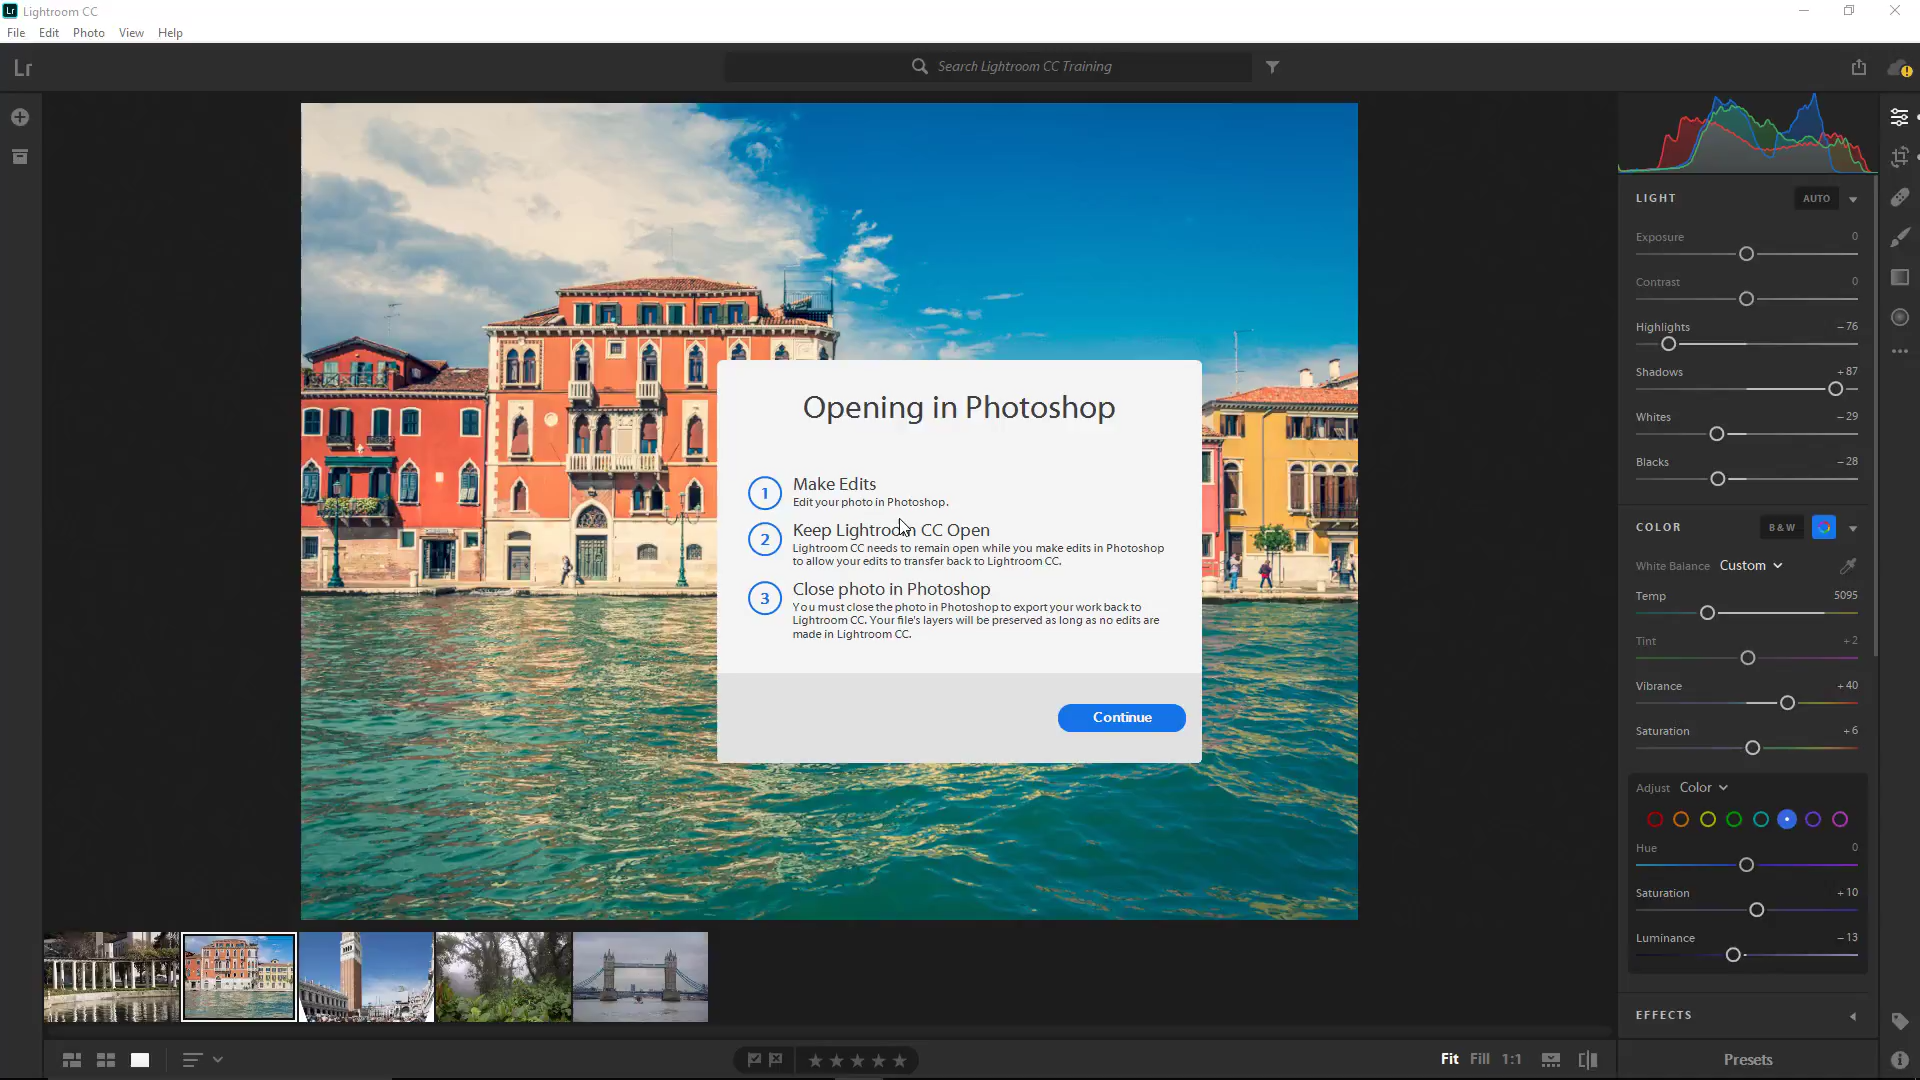 Lr Lightroom CC
File Edit Photo View Help
Lr
Search Lightroom CC Training
LIGHT AUTO
Exposure 0
Contrast 0
Highlights – 76
Shadows + 87
Whites – 29
Blacks – 28
COLOR B & W
White Balance Custom
Temp 5095
Tint + 2
Vibrance + 40
Saturation + 6
Adjust Color
Hue 0
Saturation + 10
Luminance – 13
EFFECTS
Opening in Photoshop
1 Make Edits
Edit your photo in Photoshop.
2 Keep Lightroom CC Open
Lightroom CC needs to remain open while you make edits in Photoshop
to allow your edits to transfer back to Lightroom CC.
3 Close photo in Photoshop
You must close the photo in Photoshop to export your work back to
Lightroom CC. Your file's layers will be preserved as long as no edits are
made in Lightroom CC.
Continue
Fit Fill 1:1
Presets